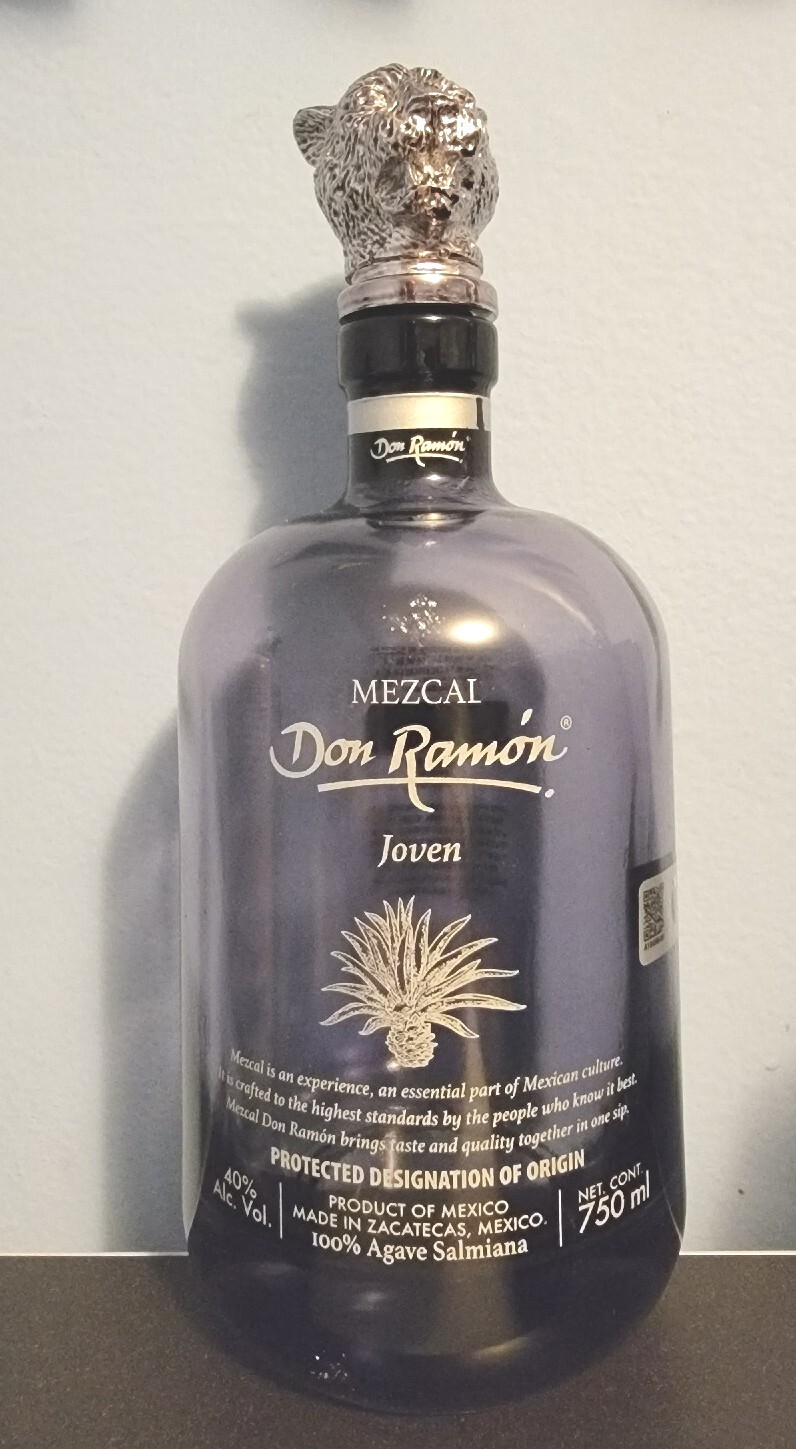 Don Ramón
MEZCAL
Don Ramón®
Joven
Mezcal is an experience, an essential part of Mexican culture.
It is crafted to the highest standards by the people who know it best.
Mezcal Don Ramón brings taste and quality together in one sip.
PROTECTED DESIGNATION OF ORIGIN
40%
Alc. Vol.
PRODUCT OF MEXICO
MADE IN ZACATECAS, MEXICO.
100% Agave Salmiana
NET. CONT.
750 ml